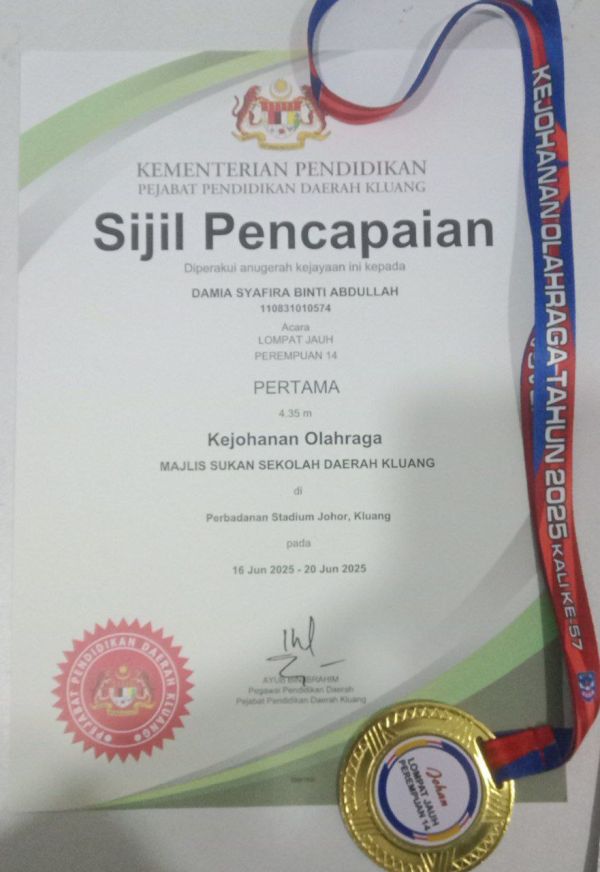 KEMENTERIAN PENDIDIKAN
PEJABAT PENDIDIKAN DAERAH KLUANG
Sijil Pencapaian
Diperakui anugerah kejayaan ini kepada
DAMIA SYAFIRA BINTI ABDULLAH
110831010574
Acara
LOMPAT JAUH
PEREMPUAN 14
PERTAMA
4.35 m
Kejohanan Olahraga
MAJLIS SUKAN SEKOLAH DAERAH KLUANG
di
Perbadanan Stadium Johor, Kluang
pada
16 Jun 2025 - 20 Jun 2025
AYUB BIN IBRAHIM
Pegawai Pendidikan Daerah
Pejabat Pendidikan Daerah Kluang
PEJABAT PENDIDIKAN DAERAH KLUANG
KEJOHANAN OLAHRAGA TAHUN 2025 KALI KE-57
Johan
LOMPAT JAUH
PEREMPUAN 14